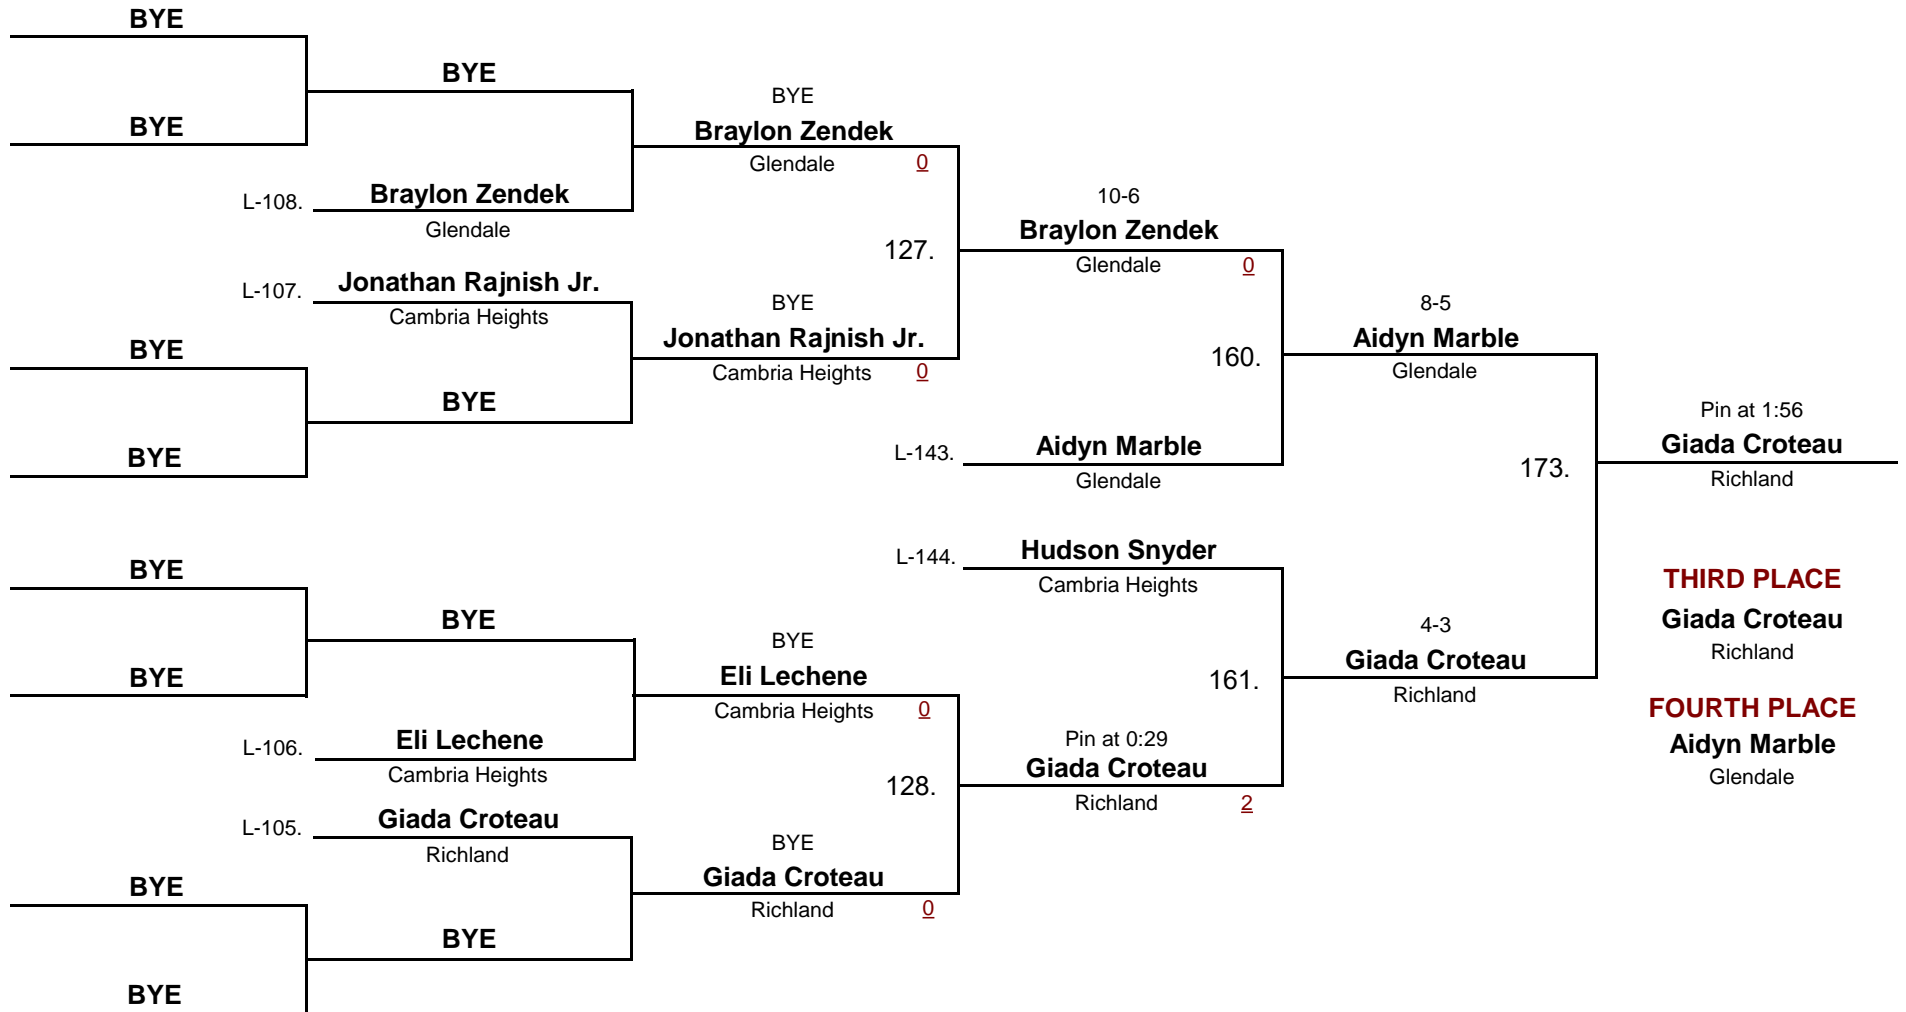 BYE
BYE
BYE
L-108. Braylon Zendek
Glendale
BYE
Braylon Zendek
Glendale 0
L-107. Jonathan Rajnish Jr.
Cambria Heights
BYE
BYE
BYE
BYE
Jonathan Rajnish Jr.
Cambria Heights 0
127.
10-6
Braylon Zendek
Glendale 0
L-143. Aidyn Marble
Glendale
160.
8-5
Aidyn Marble
Glendale
BYE
BYE
BYE
L-106. Eli Lechene
Cambria Heights
BYE
Eli Lechene
Cambria Heights 0
L-105. Giada Croteau
Richland
BYE
BYE
BYE
BYE
Giada Croteau
Richland 0
128.
L-144. Hudson Snyder
Cambria Heights
Pin at 0:29
Giada Croteau
Richland 2
161.
4-3
Giada Croteau
Richland
173.
Pin at 1:56
Giada Croteau
Richland
THIRD PLACE
Giada Croteau
Richland
FOURTH PLACE
Aidyn Marble
Glendale